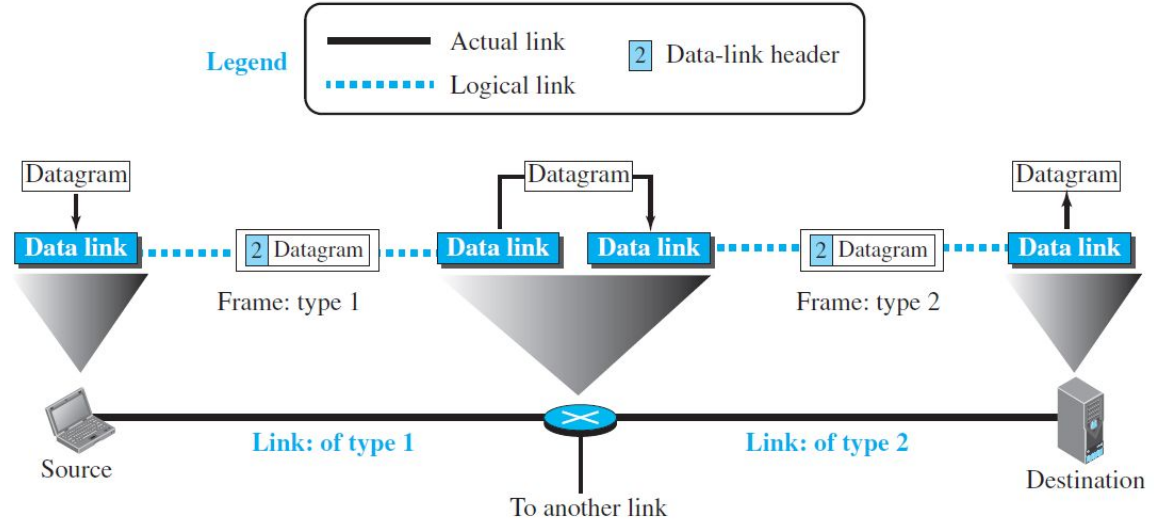 Legend
Actual link
Logical link
2 Data-link header
Datagram
Datagram
Datagram
Data link
2 Datagram
Data link
Data link
2 Datagram
Data link
Frame: type 1
Frame: type 2
Link: of type 1
Link: of type 2
Source
Destination
To another link